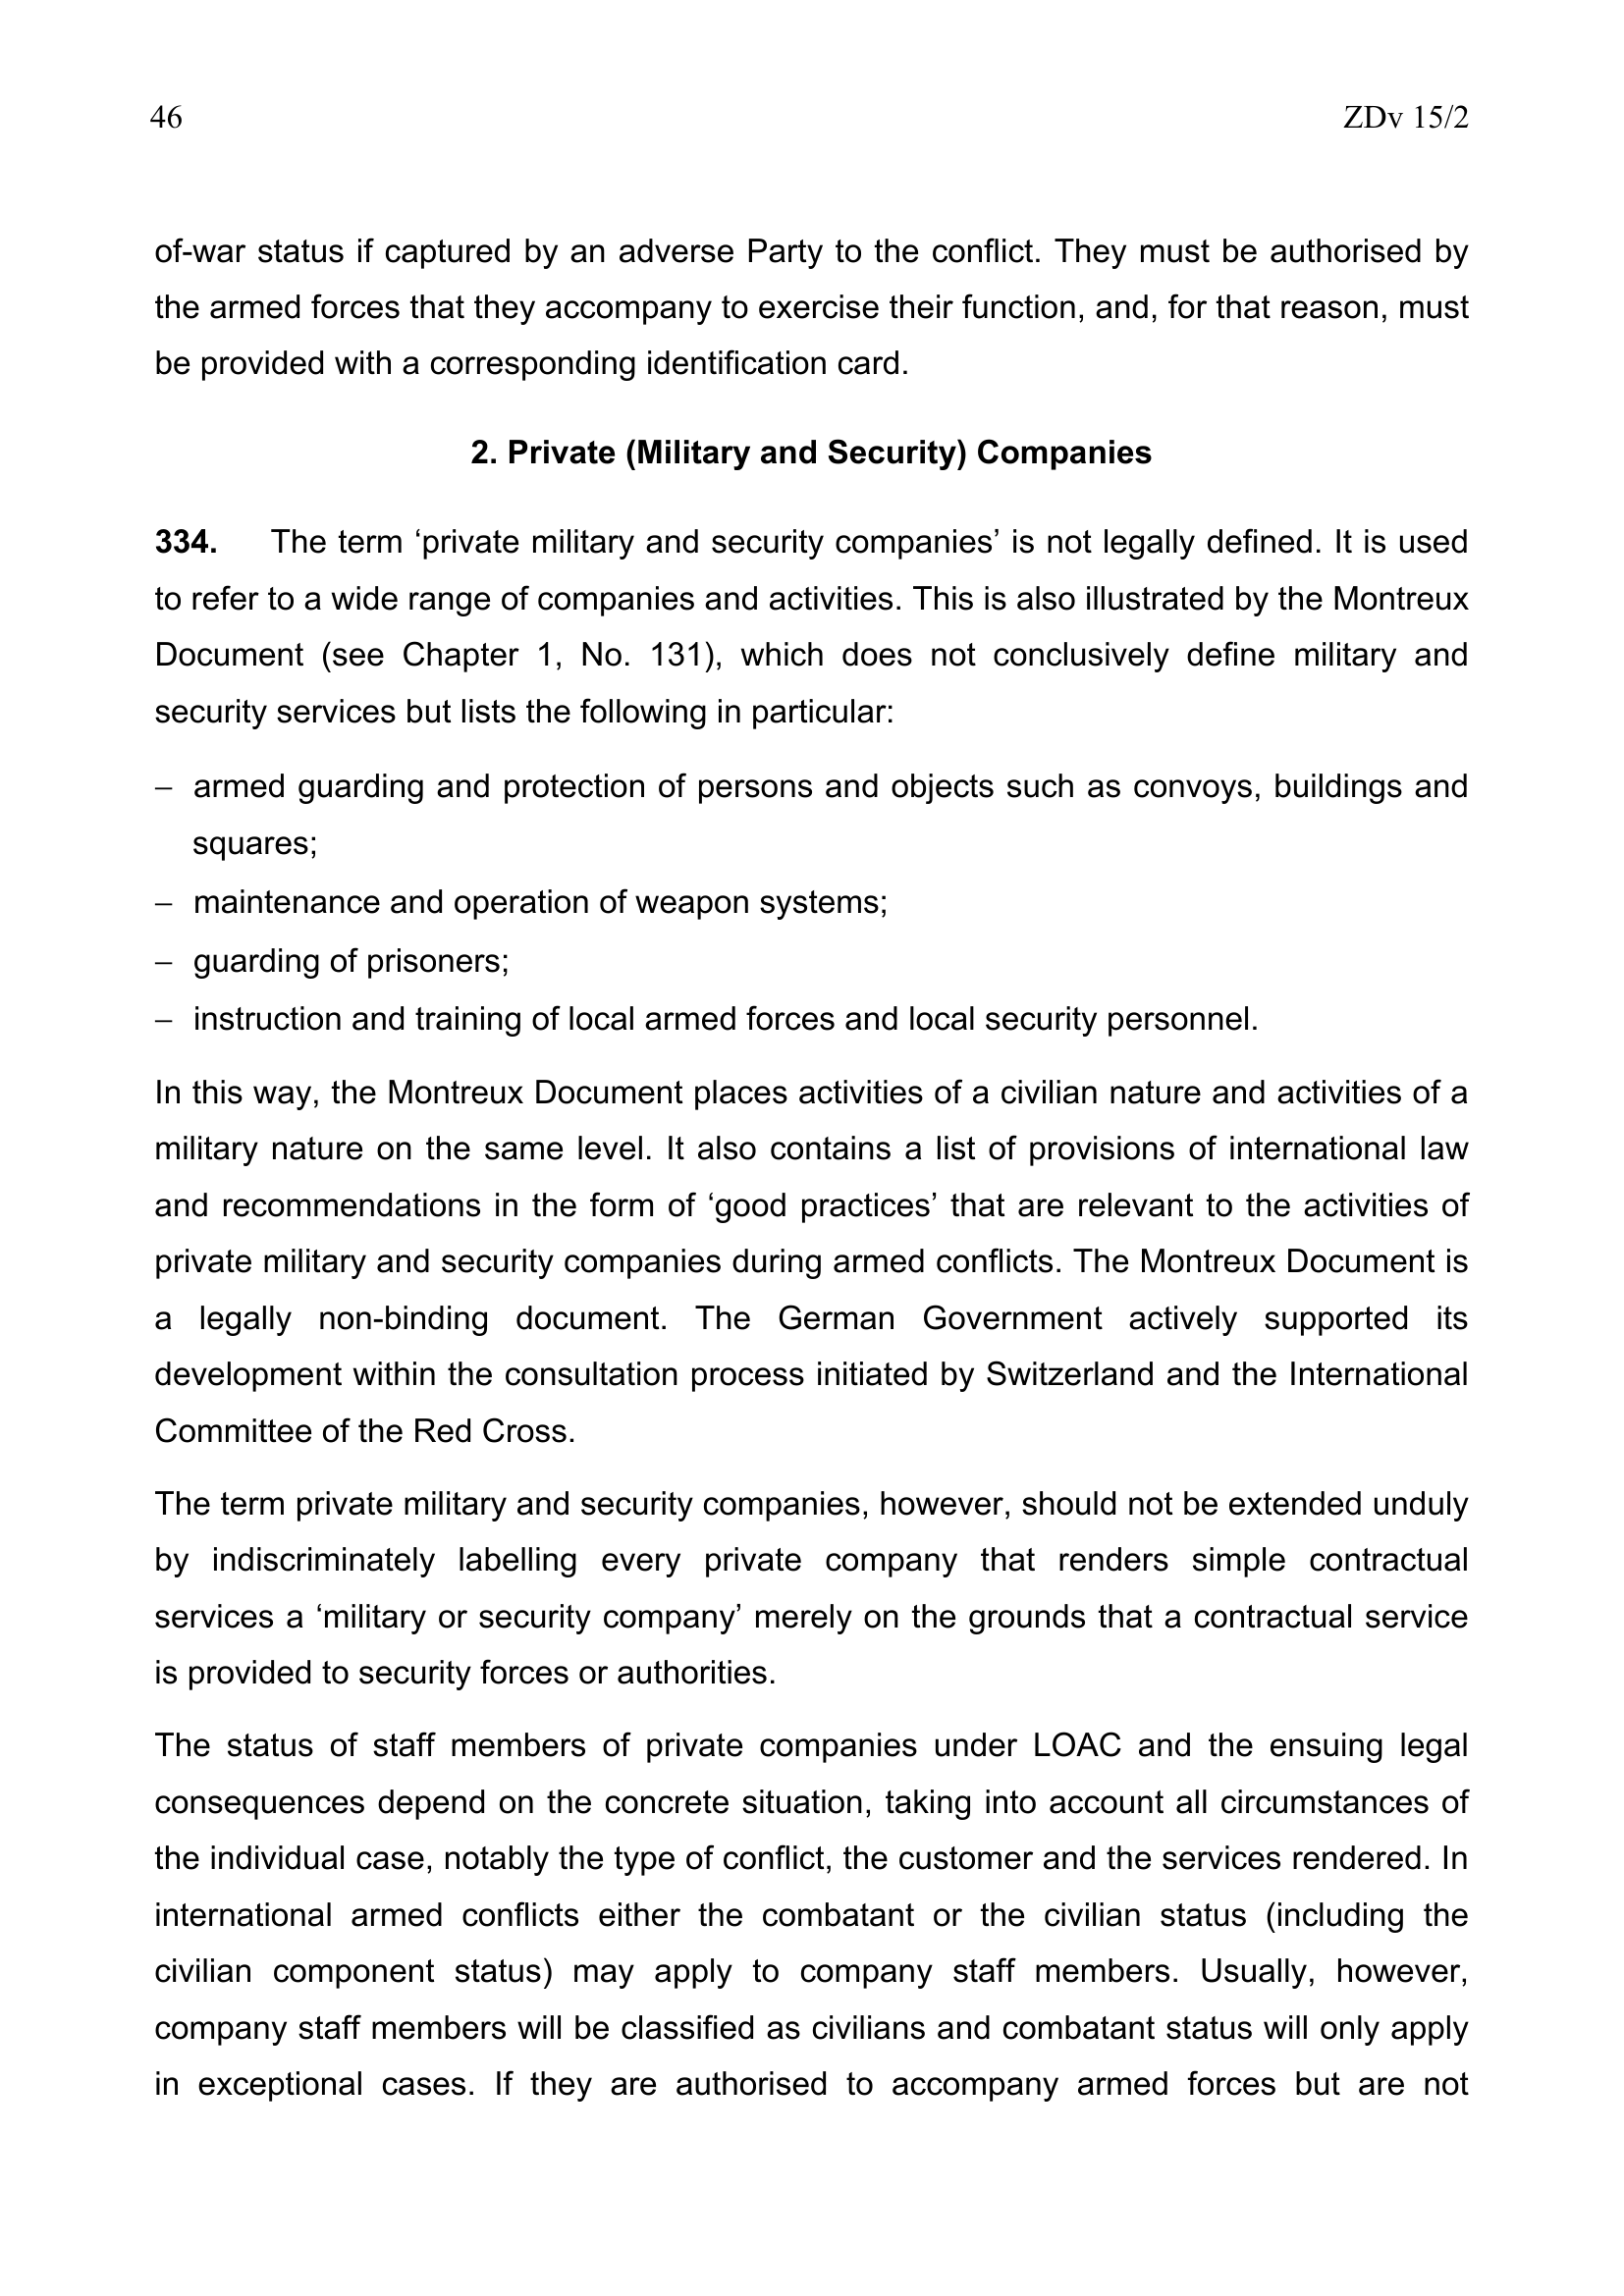 46 ZDv 15/2
of-war status if captured by an adverse Party to the conflict. They must be authorised by
the armed forces that they accompany to exercise their function, and, for that reason, must
be provided with a corresponding identification card.
2. Private (Military and Security) Companies
334. The term ‘private military and security companies’ is not legally defined. It is used
to refer to a wide range of companies and activities. This is also illustrated by the Montreux
Document (see Chapter 1, No. 131), which does not conclusively define military and
security services but lists the following in particular:
– armed guarding and protection of persons and objects such as convoys, buildings and
squares;
– maintenance and operation of weapon systems;
– guarding of prisoners;
– instruction and training of local armed forces and local security personnel.
In this way, the Montreux Document places activities of a civilian nature and activities of a
military nature on the same level. It also contains a list of provisions of international law
and recommendations in the form of ‘good practices’ that are relevant to the activities of
private military and security companies during armed conflicts. The Montreux Document is
a legally non-binding document. The German Government actively supported its
development within the consultation process initiated by Switzerland and the International
Committee of the Red Cross.
The term private military and security companies, however, should not be extended unduly
by indiscriminately labelling every private company that renders simple contractual
services a ‘military or security company’ merely on the grounds that a contractual service
is provided to security forces or authorities.
The status of staff members of private companies under LOAC and the ensuing legal
consequences depend on the concrete situation, taking into account all circumstances of
the individual case, notably the type of conflict, the customer and the services rendered. In
international armed conflicts either the combatant or the civilian status (including the
civilian component status) may apply to company staff members. Usually, however,
company staff members will be classified as civilians and combatant status will only apply
in exceptional cases. If they are authorised to accompany armed forces but are not